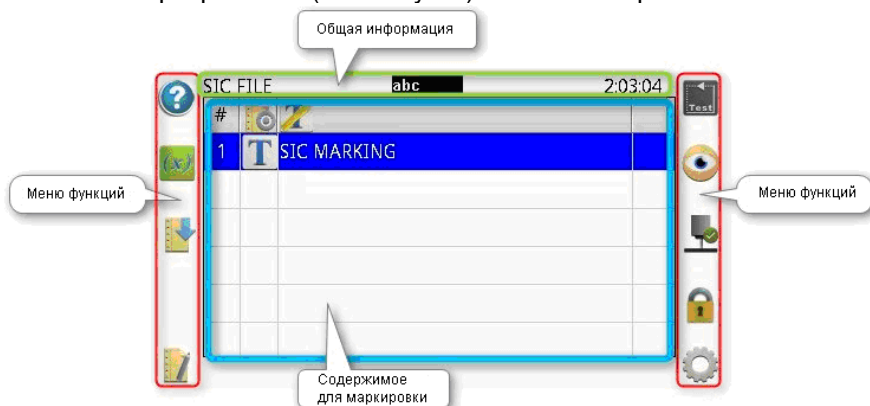 Общая информация
SIC FILE abc 2:03:04
Test
# T
(x)
1 T SIC MARKING
Меню функций
Меню функций
Содержимое
для маркировки